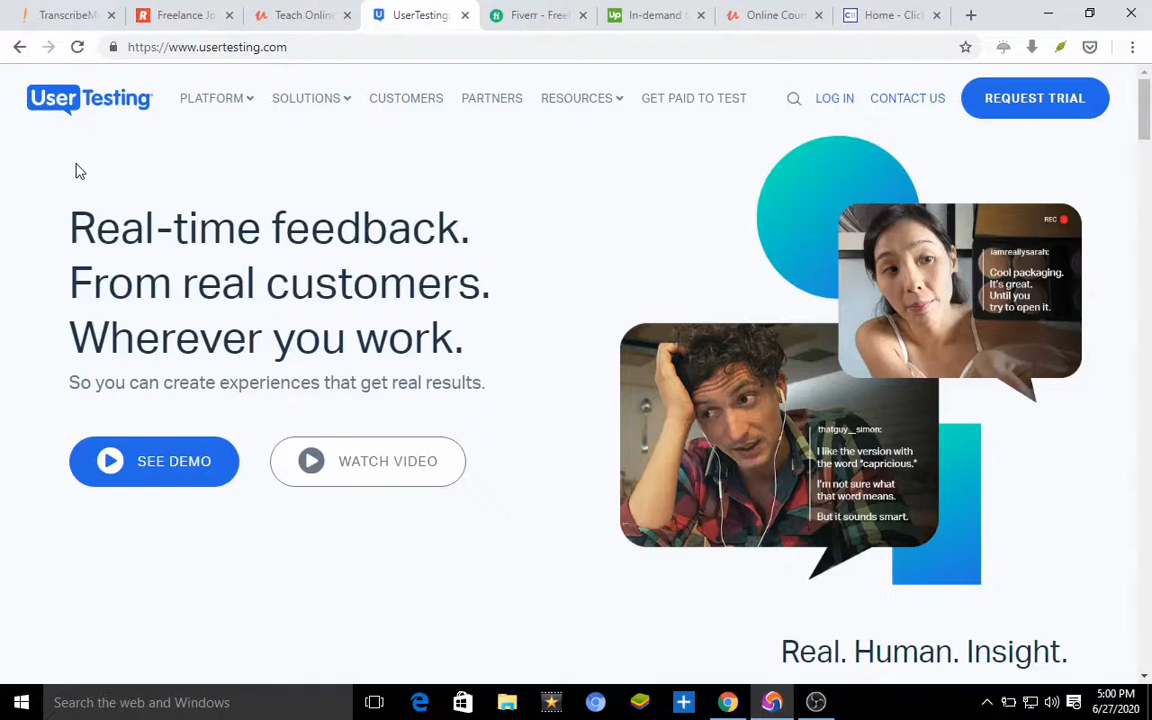 TranscribeM
Freelance Jo
Teach Online
UserTesting:
Fiverr - Free
In-demand t
Online Cour
Home - Click
https://www.usertesting.com
User Testing
PLATFORM
SOLUTIONS
CUSTOMERS
PARTNERS
RESOURCES
GET PAID TO TEST
LOG IN
CONTACT US
REQUEST TRIAL
Real-time feedback.
From real customers.
Wherever you work.
So you can create experiences that get real results.
SEE DEMO
WATCH VIDEO
REC
iamreallysarah:
Cool packaging.
It's great.
Until you
try to open it.
thatguy__simon:
I like the version with
the word "capricious."
I'm not sure what
that word means.
But it sounds smart.
Real. Human. Insight.
Search the web and Windows
5:00 PM
6/27/2020